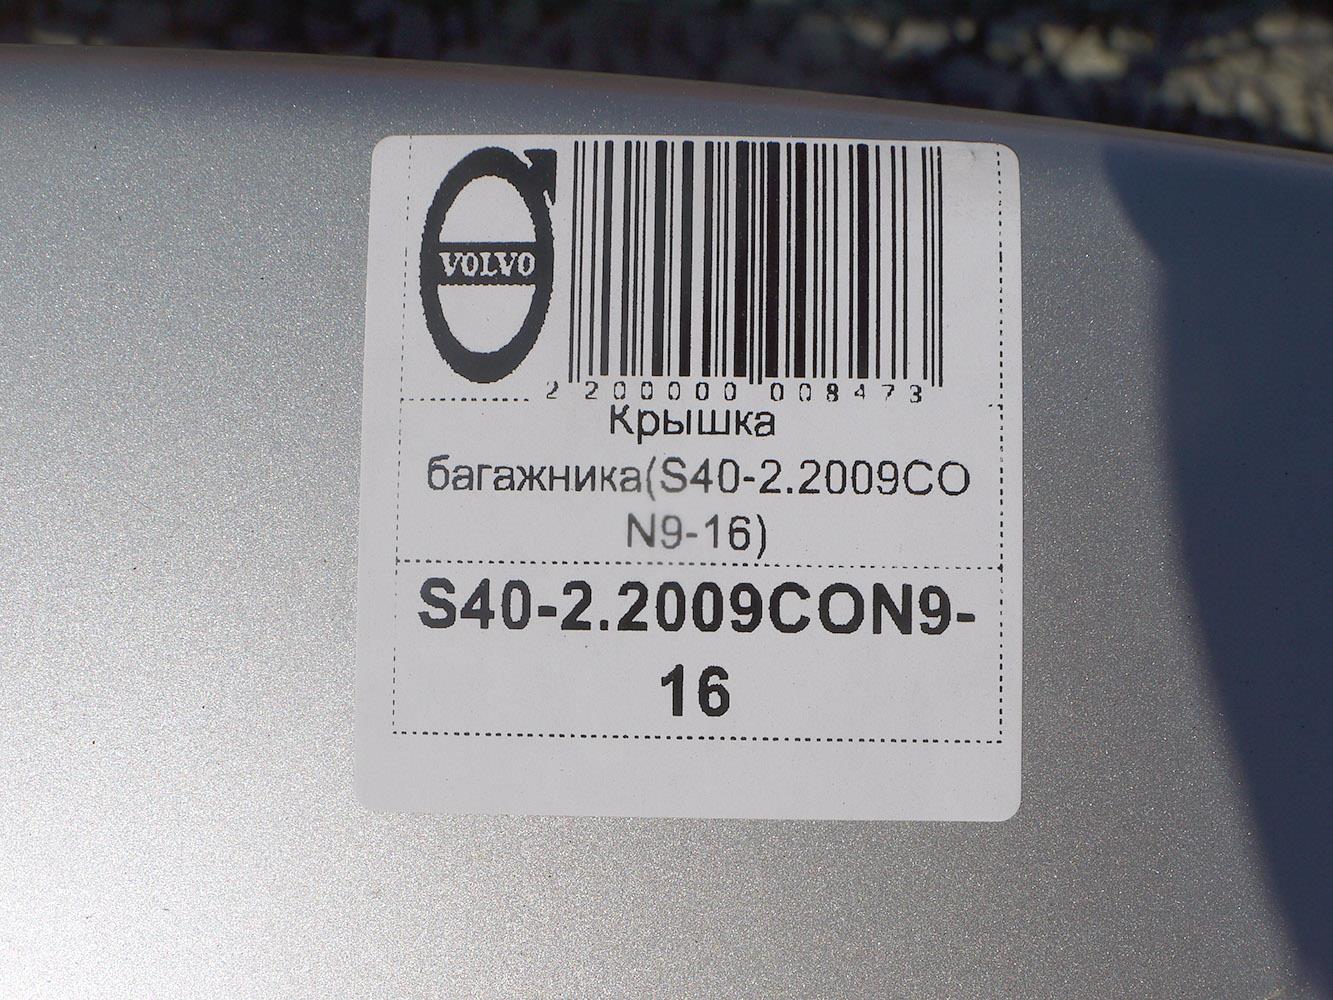 VOLVO
2 200000 008473
Крышка
багажника(S40-2.2009CO
N9-16)
S40-2.2009CON9-
16